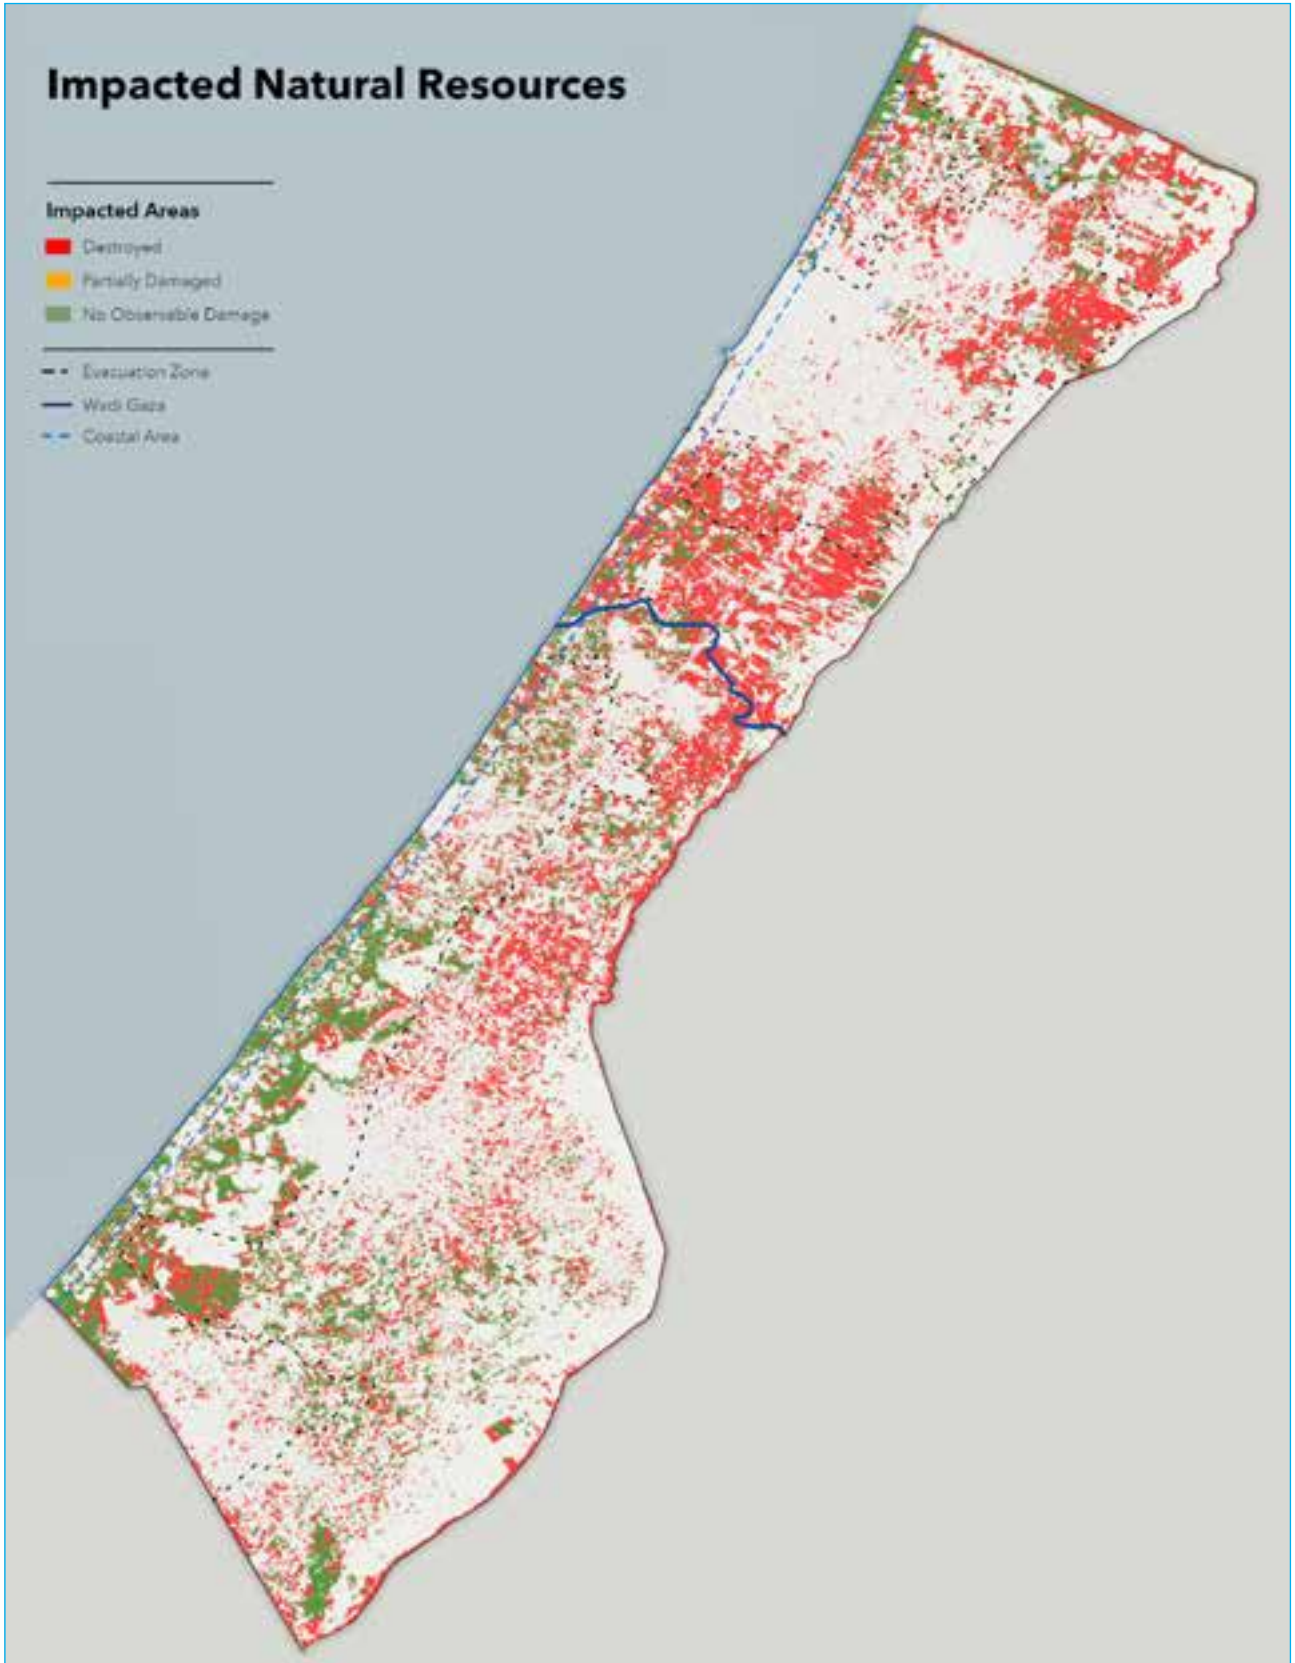 Impacted Natural Resources
Impacted Areas
Destroyed
Partially Damaged
No Observable Damage
Evacuation Zone
Wadi Gaza
Coastal Area